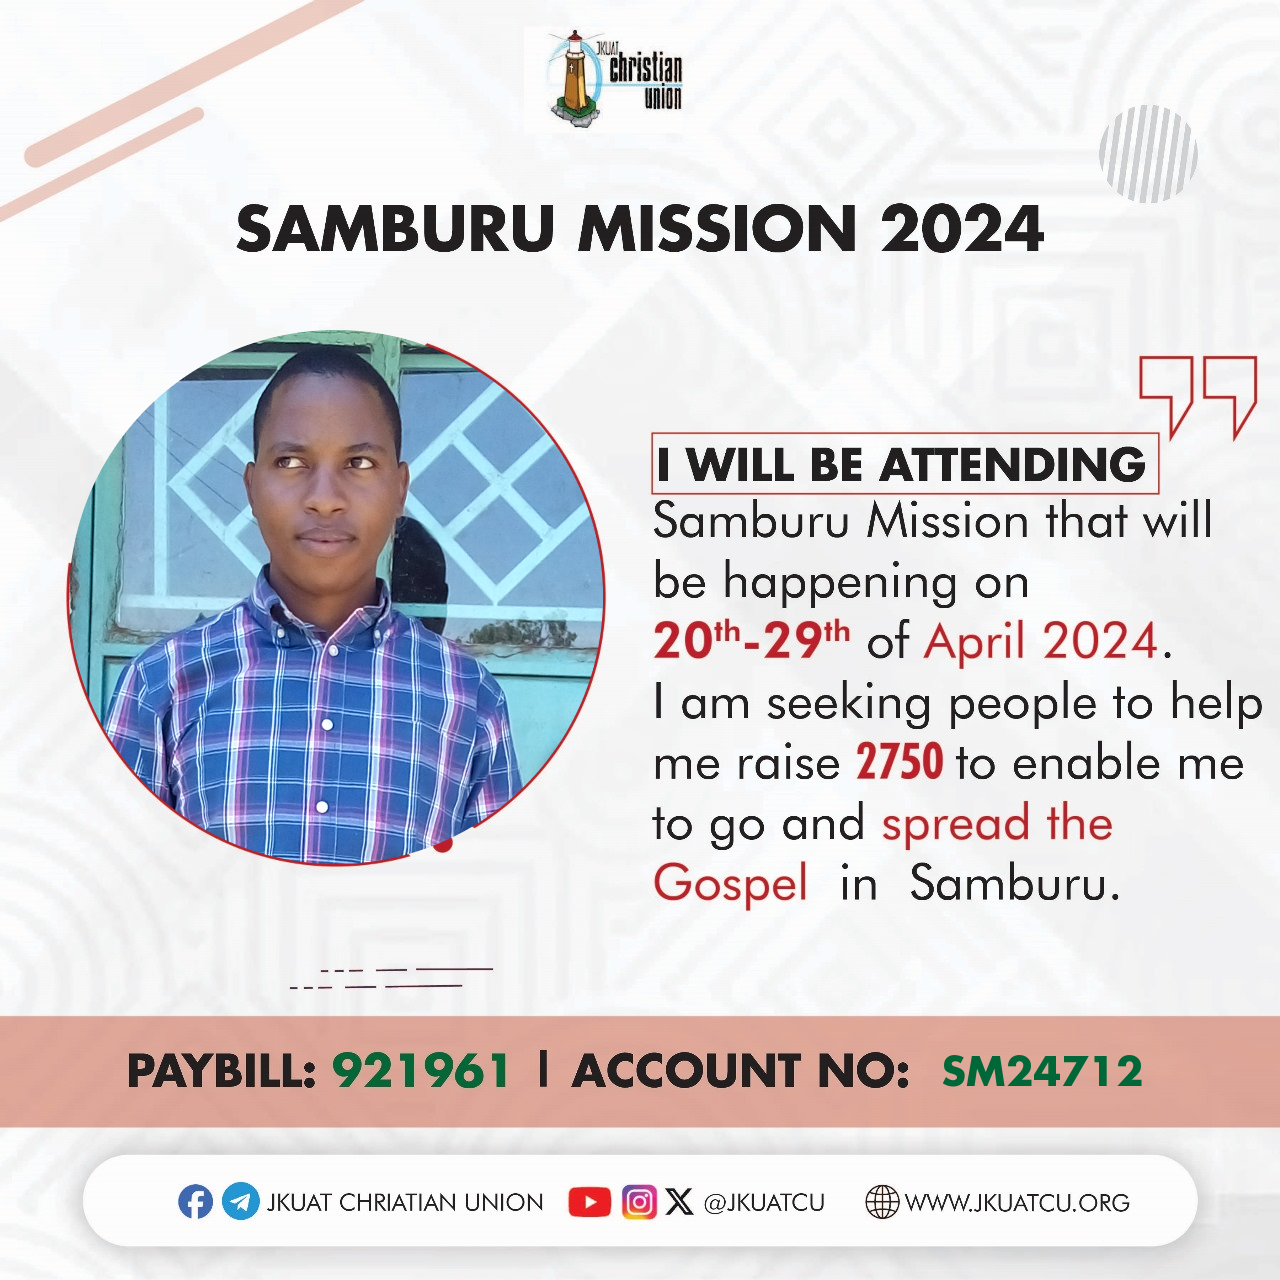 JKUAT
christian
union
SAMBURU MISSION 2024
I WILL BE ATTENDING
Samburu Mission that will
be happening on
20th-29th of April 2024.
I am seeking people to help
me raise 2750 to enable me
to go and spread the
Gospel in Samburu.
PAYBILL: 921961 | ACCOUNT NO: SM24712
JKUAT CHRIATIAN UNION @JKUATCU WWW.JKUATCU.ORG